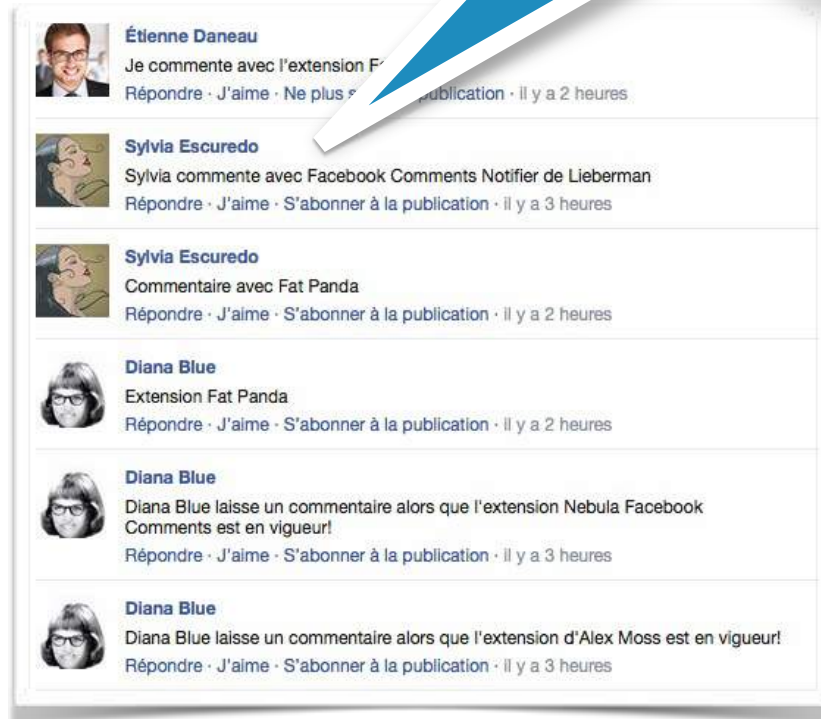 Étienne Daneau
Je commente avec l'extension
Répondre · J'aime · Ne plus publication · il y a 2 heures
Sylvia Escuredo
Sylvia commente avec Facebook Comments Notifier de Lieberman
Répondre · J'aime · S'abonner à la publication · il y a 3 heures
Sylvia Escuredo
Commentaire avec Fat Panda
Répondre · J'aime · S'abonner à la publication · il y a 2 heures
Diana Blue
Extension Fat Panda
Répondre · J'aime · S'abonner à la publication · il y a 2 heures
Diana Blue
Diana Blue laisse un commentaire alors que l'extension Nebula Facebook
Comments est en vigueur!
Répondre · J'aime · S'abonner à la publication · il y a 3 heures
Diana Blue
Diana Blue laisse un commentaire alors que l'extension d'Alex Moss est en vigueur!
Répondre · J'aime · S'abonner à la publication · il y a 3 heures